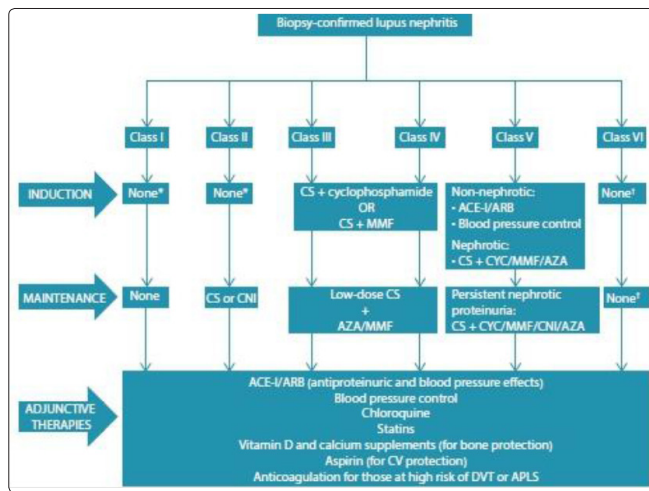 Biopsy-confirmed lupus nephritis
Class I
Class II
Class III
Class IV
Class V
Class VI
INDUCTION
None*
None*
CS + cyclophosphamide
OR
CS + MMF
Non-nephrotic:
• ACE-I/ARB
• Blood pressure control
Nephrotic:
• CS + CYC/MMF/AZA
None†
MAINTENANCE
None
CS or CNI
Low-dose CS
+
AZA/MMF
Persistent nephrotic
proteinuria:
CS + CYC/MMF/CNI/AZA
None†
ADJUNCTIVE
THERAPIES
ACE-I/ARB (antiproteinuric and blood pressure effects)
Blood pressure control
Chloroquine
Statins
Vitamin D and calcium supplements (for bone protection)
Aspirin (for CV protection)
Anticoagulation for those at high risk of DVT or APLS